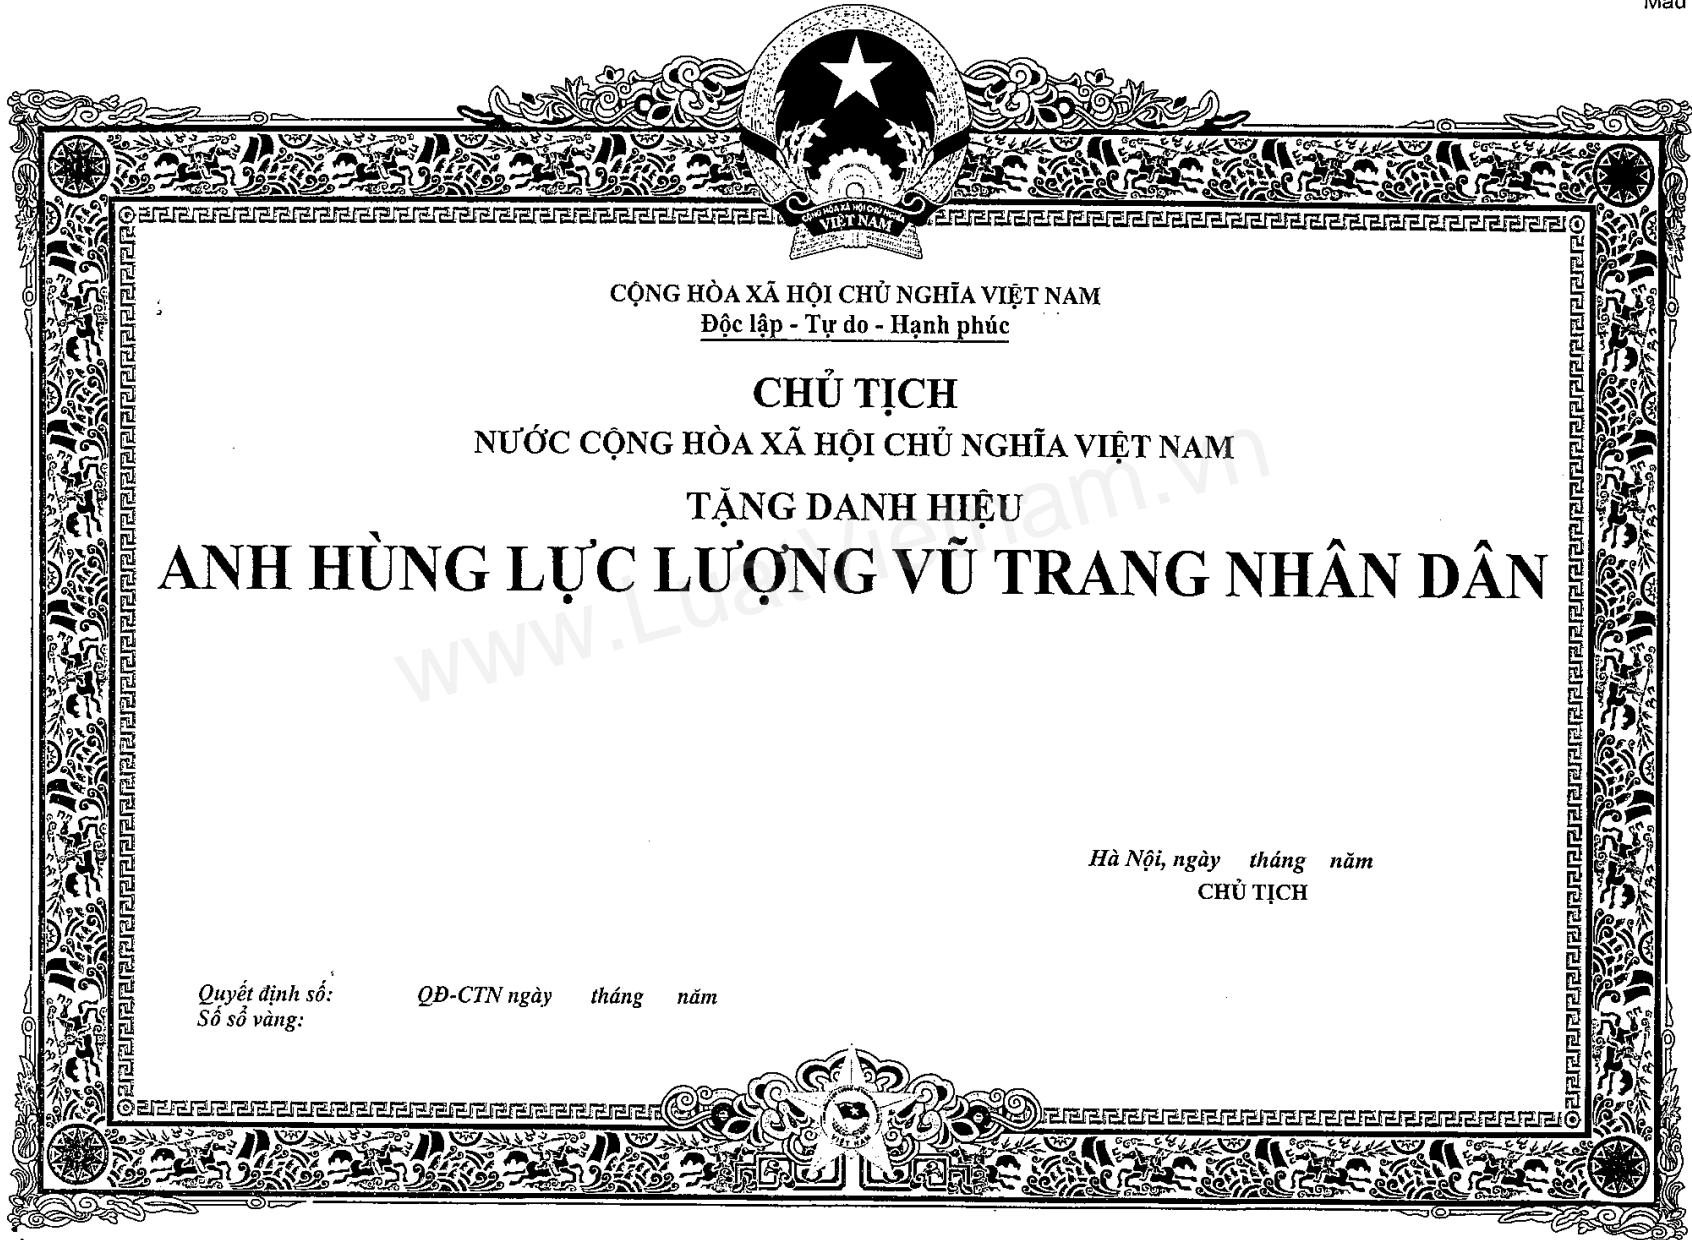 Mẫu
CỘNG HÒA XÃ HỘI CHỦ NGHĨA
VIỆT NAM
CỘNG HÒA XÃ HỘI CHỦ NGHĨA VIỆT NAM
Độc lập - Tự do - Hạnh phúc
CHỦ TỊCH
NƯỚC CỘNG HÒA XÃ HỘI CHỦ NGHĨA VIỆT NAM
TẶNG DANH HIỆU
ANH HÙNG LỰC LƯỢNG VŨ TRANG NHÂN DÂN
www.LuatVietnam.vn
Hà Nội, ngày tháng năm
CHỦ TỊCH
Quyết định số: QĐ-CTN ngày tháng năm
Số sổ vàng:
VIỆT NAM